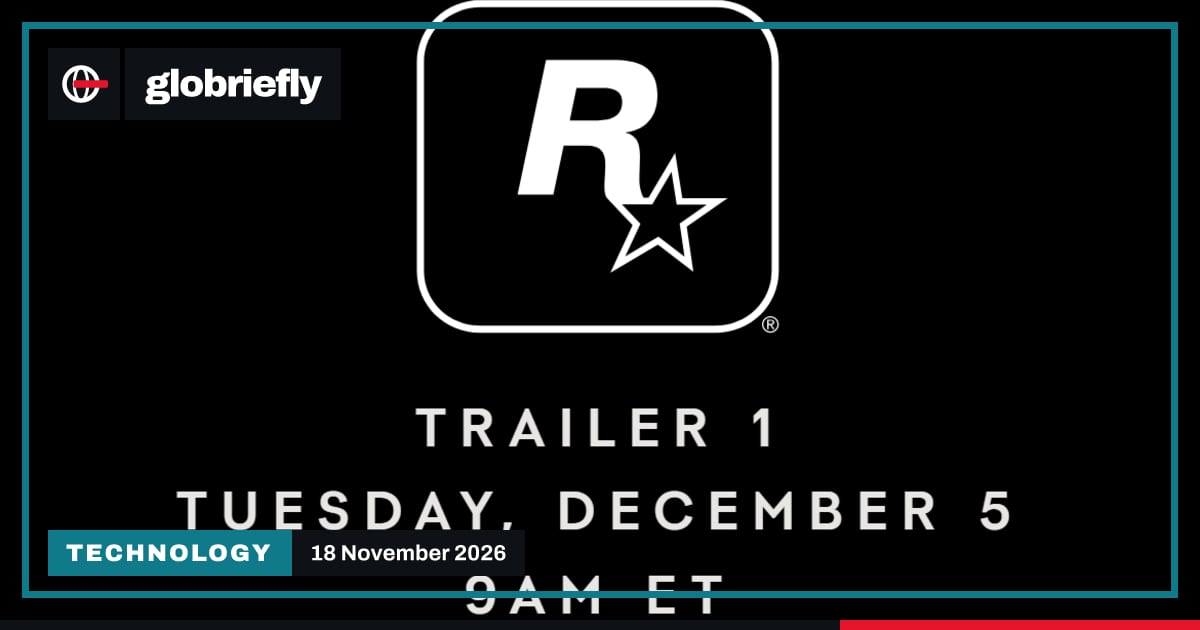 globriefly
R
®
TRAILER 1
TUESDAY, DECEMBER 5
TECHNOLOGY
18 November 2026
9AM ET